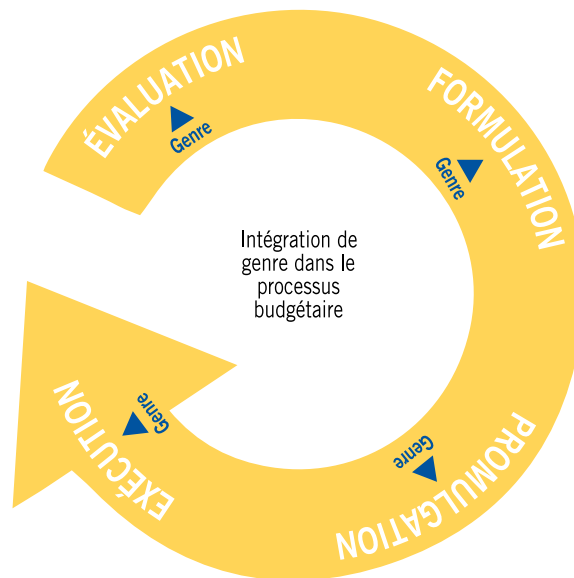 ÉVALUATION
Genre
FORMULATION
Genre
Intégration de
genre dans le
processus
budgétaire
PROMULGATION
Genre
EXÉCUTION
Genre